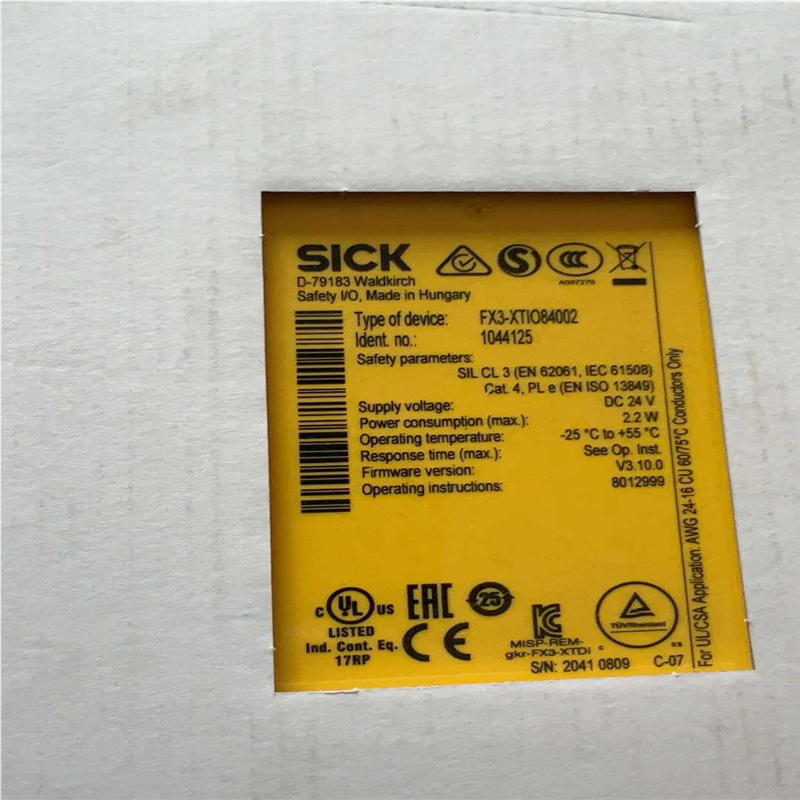 SICK
D-79183 Waldkirch
Safety I/O, Made in Hungary
A007270
Type of device: FX3-XTIO84002
Ident. no.: 1044125
Safety parameters:
SIL CL 3 (EN 62061, IEC 61508)
Cat. 4, PL e (EN ISO 13849)
Supply voltage: DC 24 V
Power consumption (max.): 2.2 W
Operating temperature: -25 °C to +55 °C
Response time (max.): See Op. Inst.
Firmware version: V3.10.0
Operating instructions: 8012999
For UL/CSA Application: AWG 24-16 CU 60/75°C Conductors Only
c UL us
LISTED
Ind. Cont. Eq.
17RP
EAC
CE
25
MiSP-REM-
gkr-FX3-XTDI
TÜVRheinland
S/N: 2041 0809
C-07